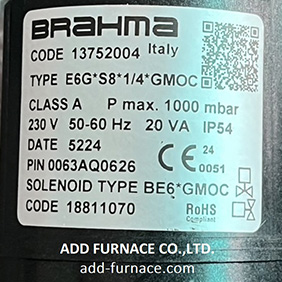 BRAHMA
CODE 13752004 Italy
TYPE E6G*S8*1/4*GMOC
CLASS A P max. 1000 mbar
230 V 50-60 Hz 20 VA IP54
DATE 5224 CE 24
PIN 0063AQ0626 0051
SOLENOID TYPE BE6*GMOC
CODE 18811070 RoHS
Compliant
ADD FURNACE CO.,LTD.
add-furnace.com